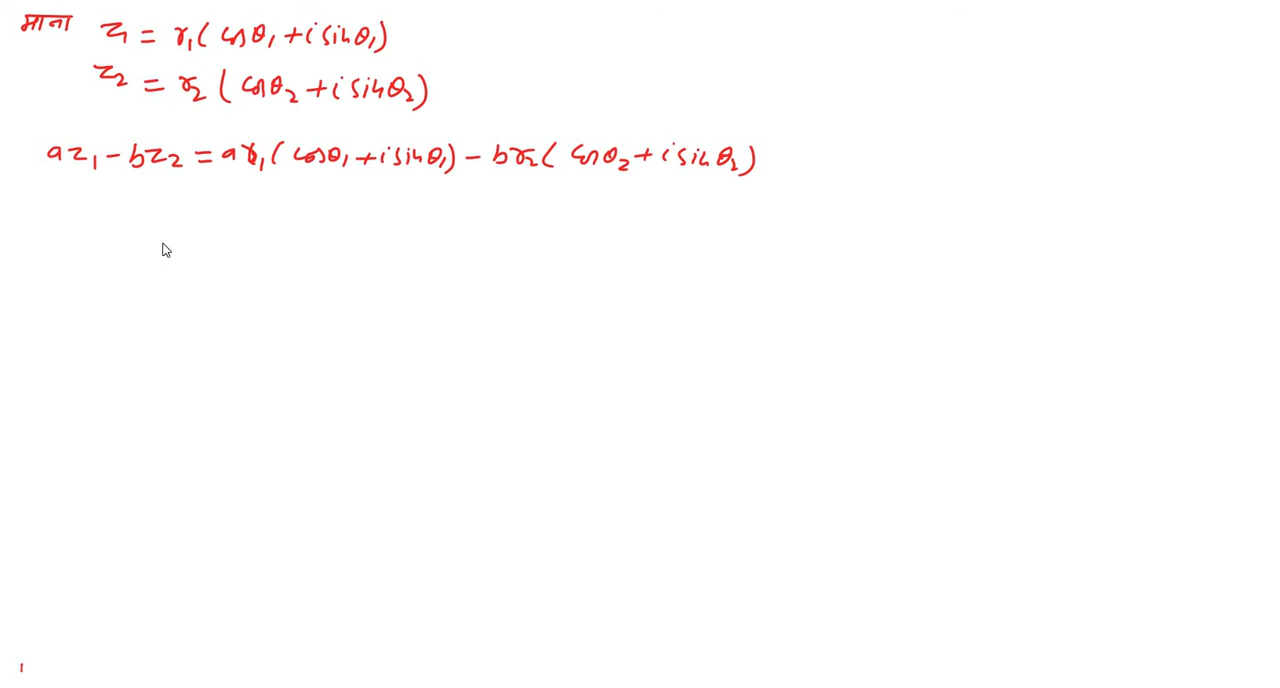 माना z₁ = r₁( cosθ₁ + i sinθ₁)
z₂ = r₂ ( cosθ₂ + i sinθ₂)
az₁ - bz₂ = ar₁( cosθ₁ + i sinθ₁) - br₂( cosθ₂ + i sinθ₂)